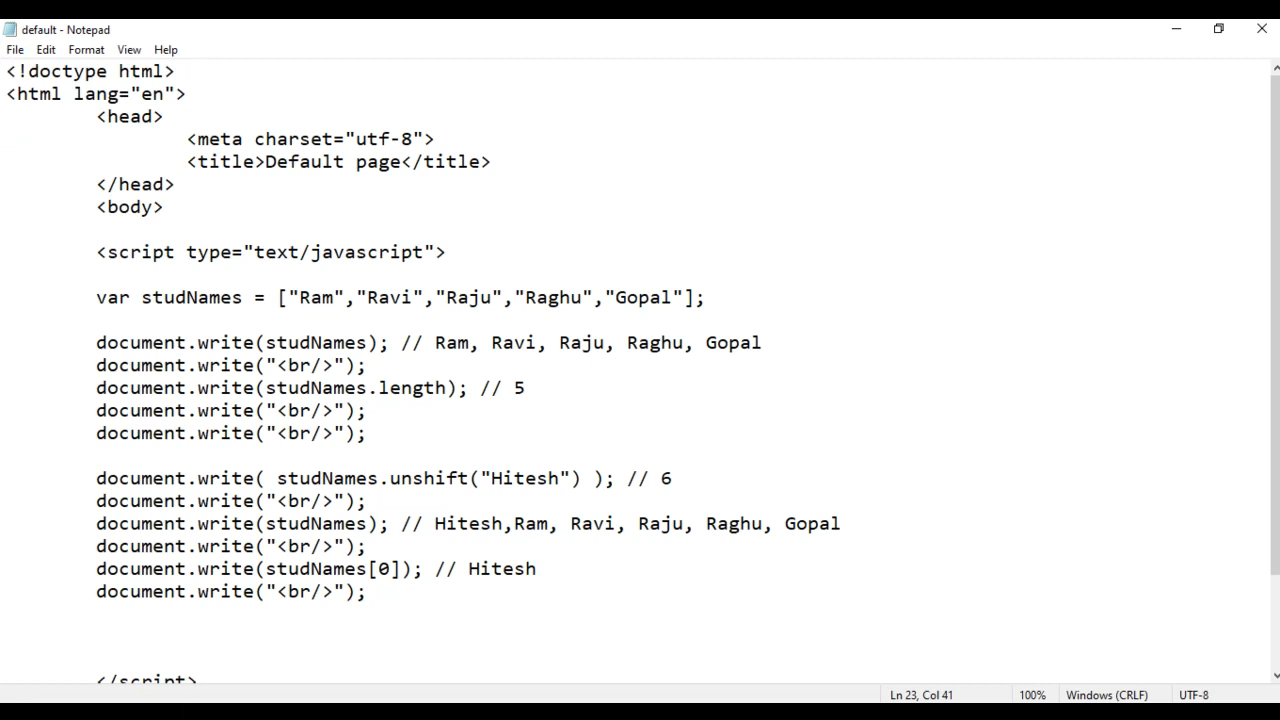 default - Notepad
File Edit Format View Help
<!doctype html>
<html lang="en">
<head>
<meta charset="utf-8">
<title>Default page</title>
</head>
<body>
<script type="text/javascript">
var studNames = ["Ram","Ravi","Raju","Raghu","Gopal"];
document.write(studNames); // Ram, Ravi, Raju, Raghu, Gopal
document.write("<br/>");
document.write(studNames.length); // 5
document.write("<br/>");
document.write("<br/>");
document.write( studNames.unshift("Hitesh") ); // 6
document.write("<br/>");
document.write(studNames); // Hitesh,Ram, Ravi, Raju, Raghu, Gopal
document.write("<br/>");
document.write(studNames[0]); // Hitesh
document.write("<br/>");
</script>
Ln 23, Col 41 100% Windows (CRLF) UTF-8